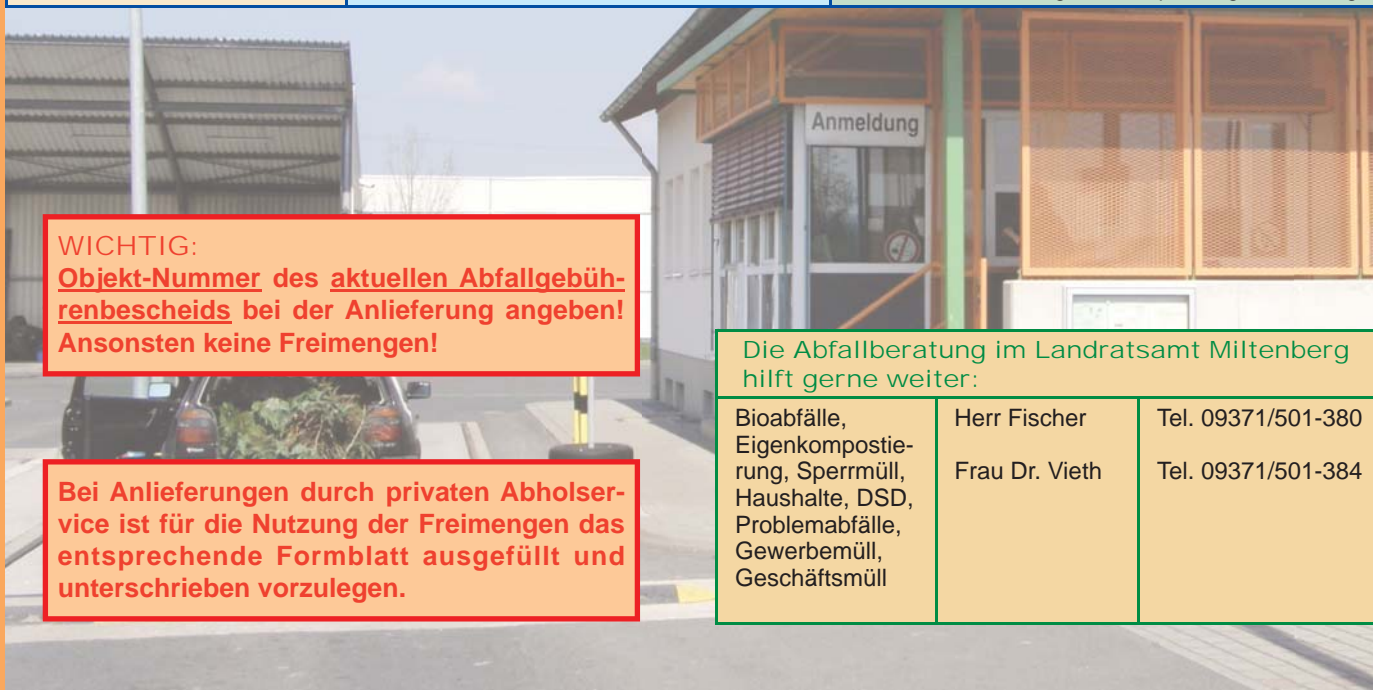 Anmeldung
WICHTIG:
Objekt-Nummer des aktuellen Abfallgebüh-
renbescheids bei der Anlieferung angeben!
Ansonsten keine Freimengen!
Bei Anlieferungen durch privaten Abholser-
vice ist für die Nutzung der Freimengen das
entsprechende Formblatt ausgefüllt und
unterschrieben vorzulegen.
Die Abfallberatung im Landratsamt Miltenberg
hilft gerne weiter:
Bioabfälle,
Eigenkompostie-
rung, Sperrmüll,
Haushalte, DSD,
Problemabfälle,
Gewerbemüll,
Geschäftsmüll
Herr Fischer
Frau Dr. Vieth
Tel. 09371/501-380
Tel. 09371/501-384